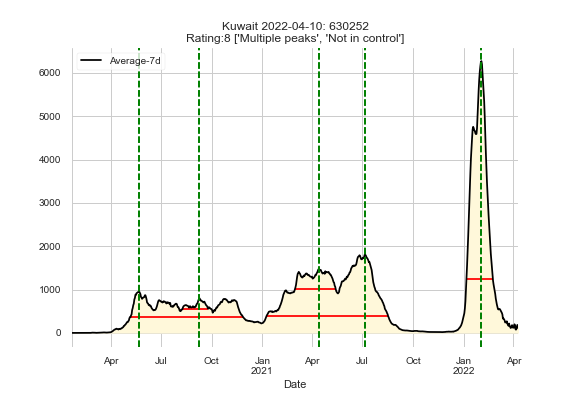 Kuwait 2022-04-10: 630252
Rating:8 ['Multiple peaks', 'Not in control']
Average-7d
6000
5000
4000
3000
2000
1000
0
Apr Jul Oct Jan Apr Jul Oct Jan Apr
2021 2022
Date